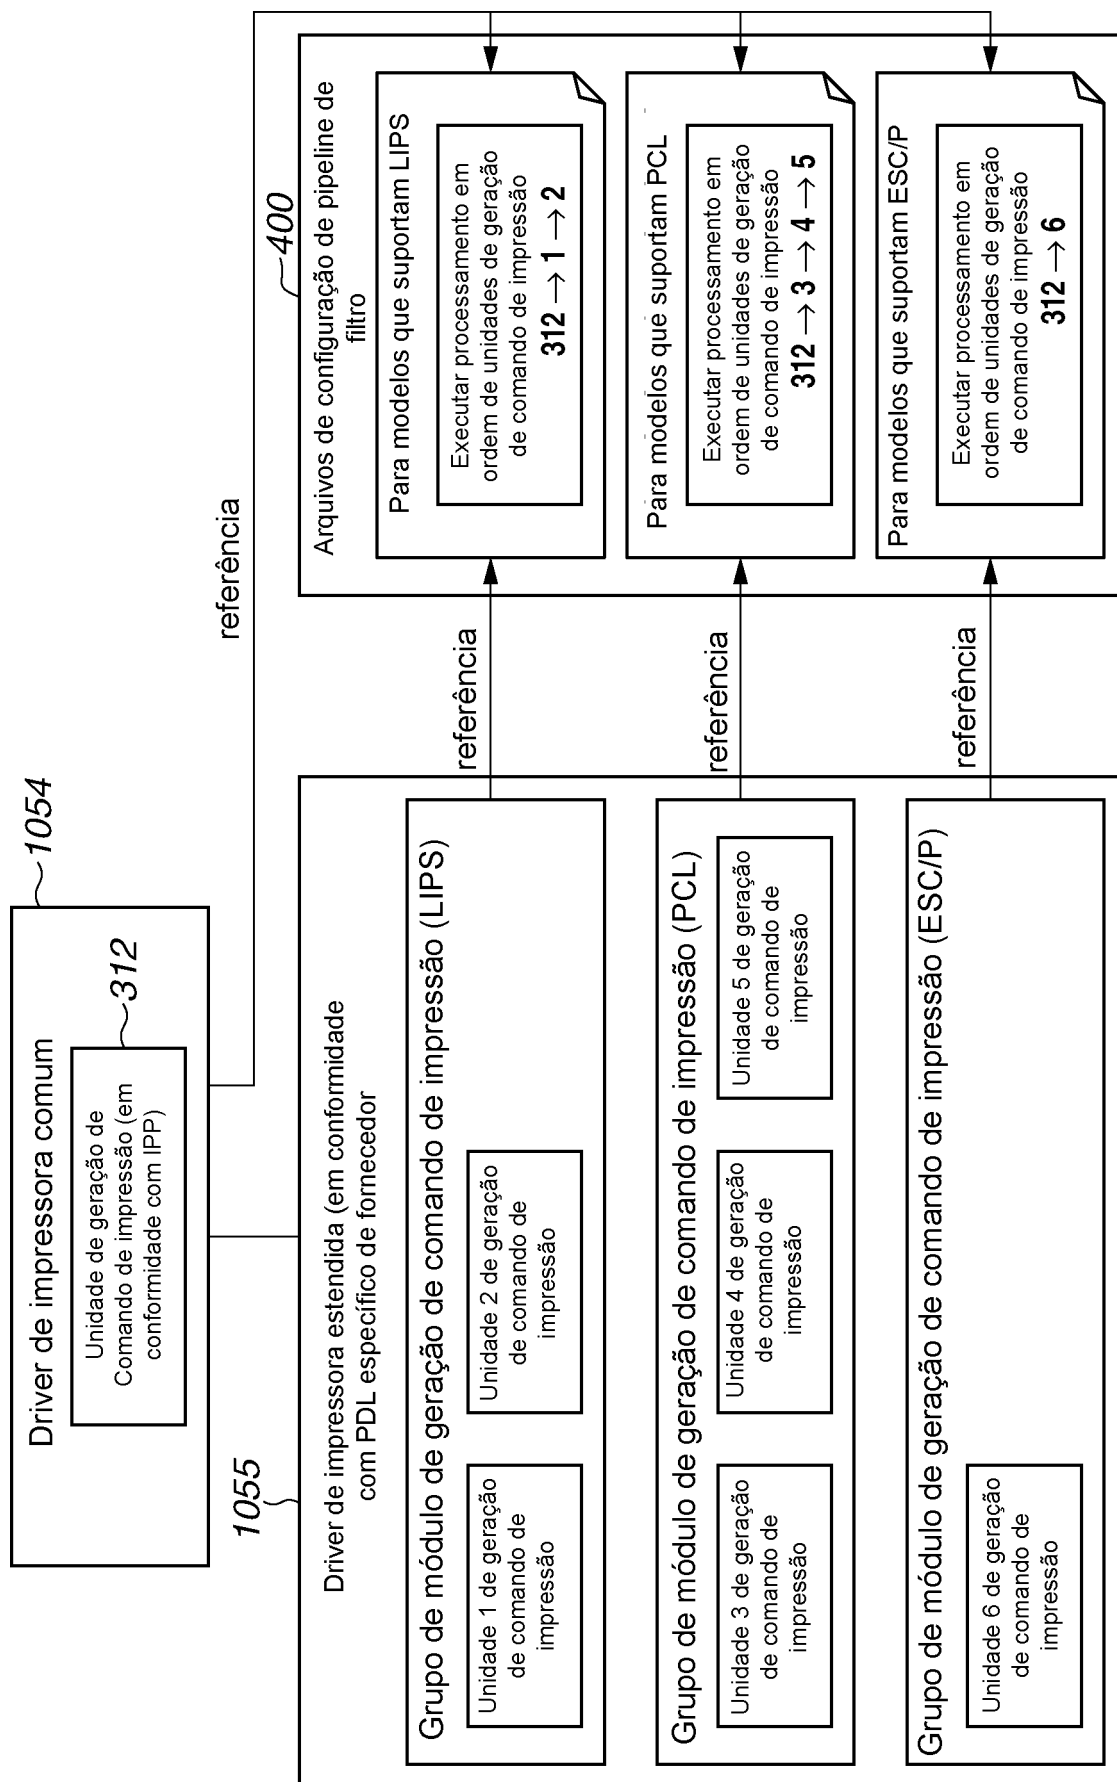 1054
Driver de impressora comum
312
Unidade de geração de
Comando de impressão (em
conformidade com IPP)
1055
Driver de impressora estendida (em conformidade
com PDL específico de fornecedor
Grupo de módulo de geração de comando de impressão (LIPS)
Unidade 1 de geração
de comando de
impressão
Unidade 2 de geração
de comando de
impressão
Grupo de módulo de geração de comando de impressão (PCL)
Unidade 3 de geração
de comando de
impressão
Unidade 4 de geração
de comando de
impressão
Unidade 5 de geração
de comando de
impressão
Grupo de módulo de geração de comando de impressão (ESC/P)
Unidade 6 de geração
de comando de
impressão
referência
referência
referência
referência
400
Arquivos de configuração de pipeline de
filtro
Para modelos que suportam LIPS
Executar processamento em
ordem de unidades de geração
de comando de impressão
312 → 1 → 2
Para modelos que suportam PCL
Executar processamento em
ordem de unidades de geração
de comando de impressão
312 → 3 → 4 → 5
Para modelos que suportam ESC/P
Executar processamento em
ordem de unidades de geração
de comando de impressão
312 → 6